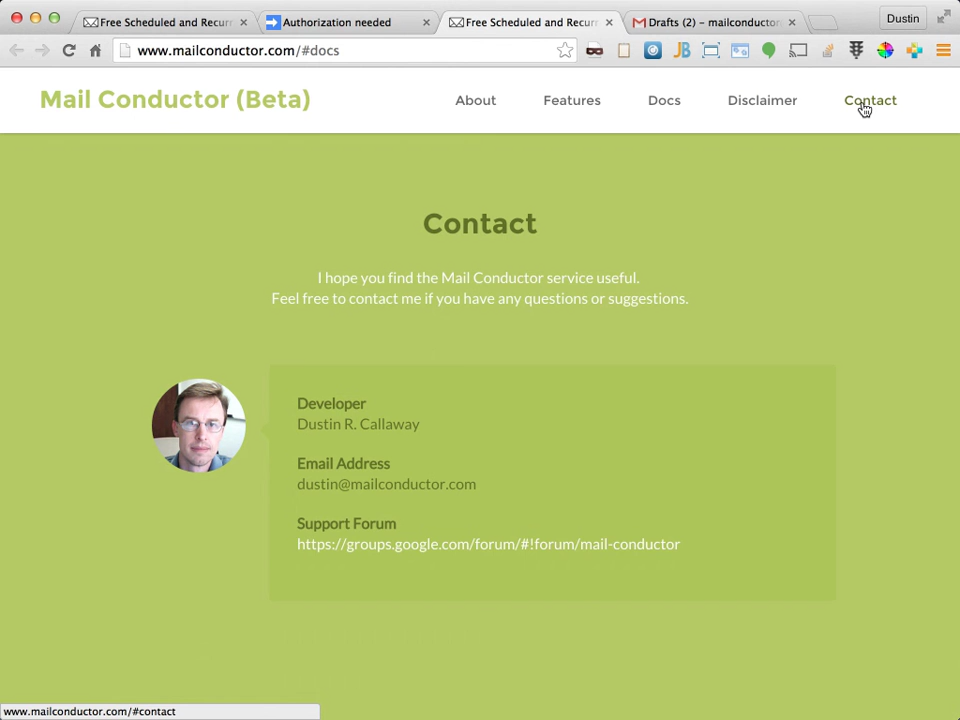 Free Scheduled and Recurr
Authorization needed
Free Scheduled and Recurr
Drafts (2) – mailconductor
Dustin
www.mailconductor.com/#docs
JB
Mail Conductor (Beta)
About
Features
Docs
Disclaimer
Contact
Contact
I hope you find the Mail Conductor service useful.
Feel free to contact me if you have any questions or suggestions.
Developer
Dustin R. Callaway
Email Address
dustin@mailconductor.com
Support Forum
https://groups.google.com/forum/#!forum/mail-conductor
www.mailconductor.com/#contact